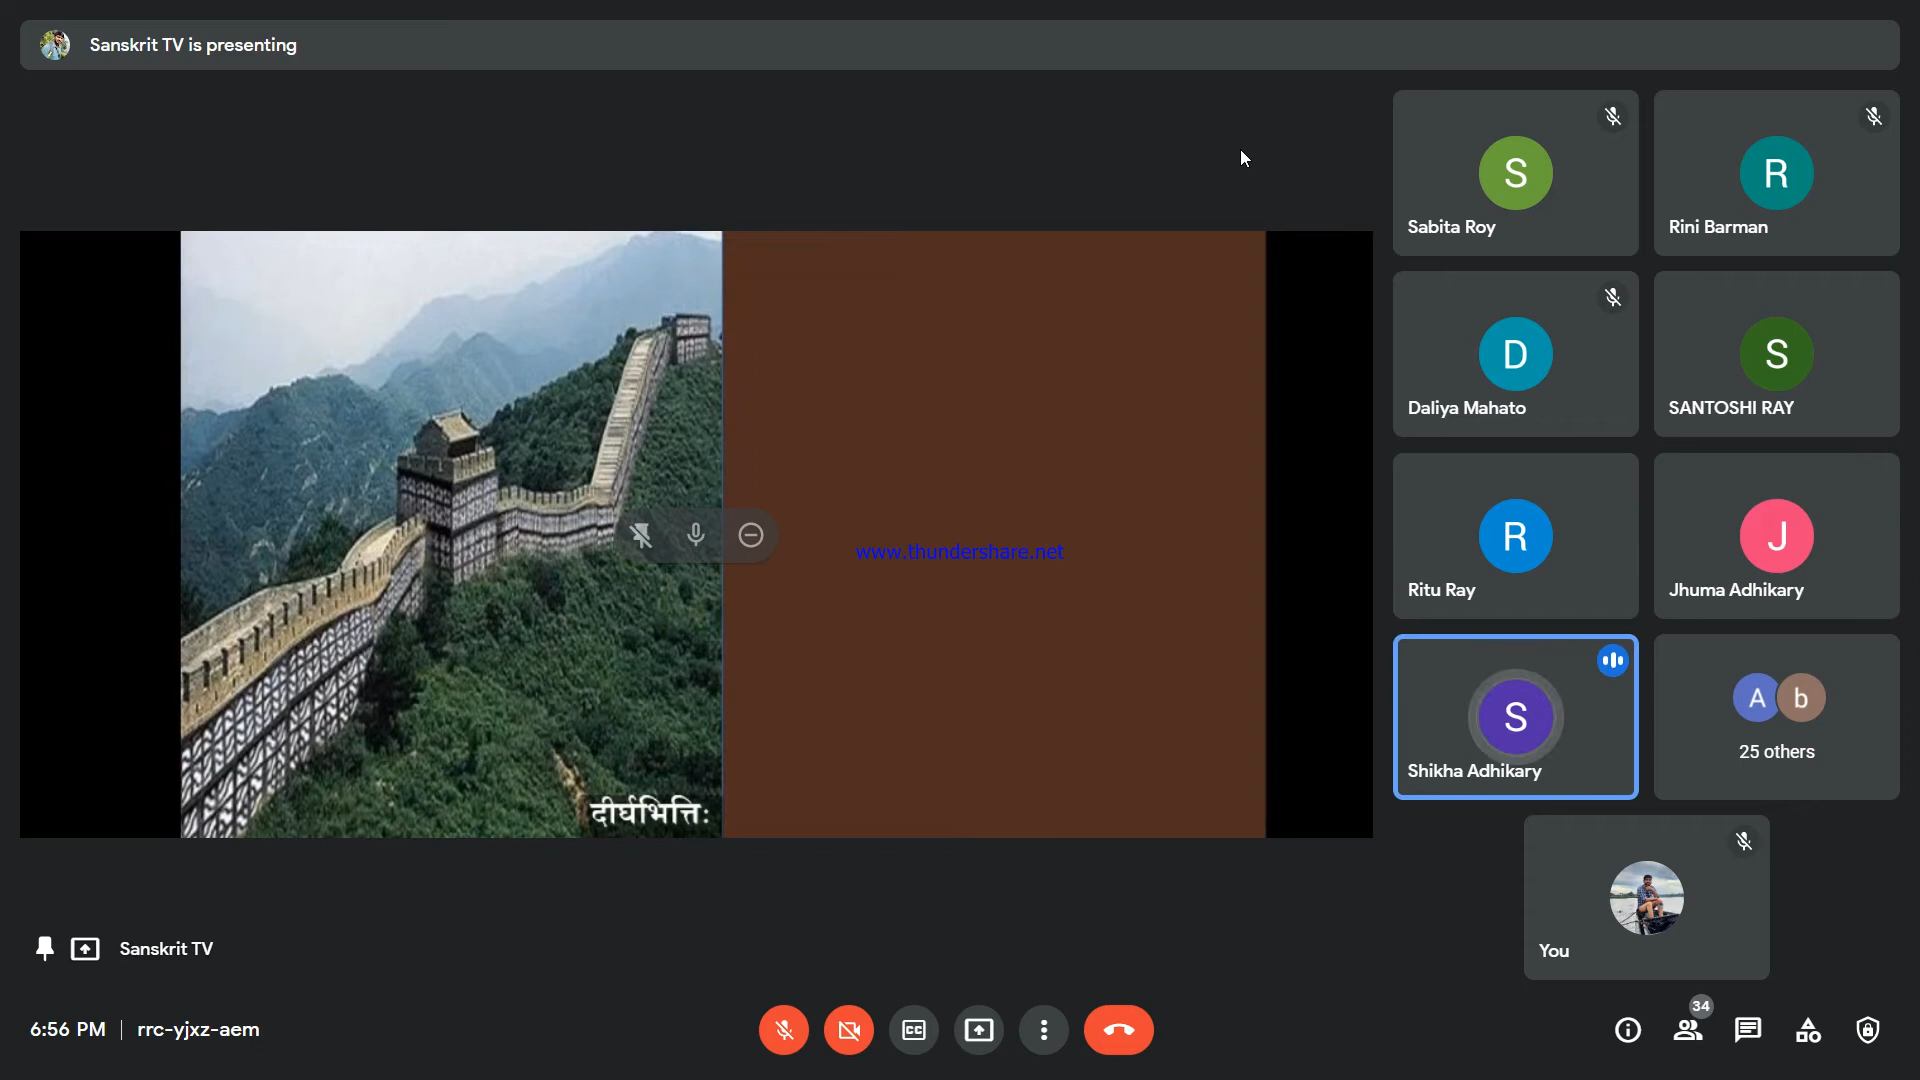 Sanskrit TV is presenting
S
Sabita Roy
R
Rini Barman
D
Daliya Mahato
S
SANTOSHI RAY
R
Ritu Ray
J
Jhuma Adhikary
www.thundershare.net
S
Shikha Adhikary
A b
25 others
दीर्घभित्तिः
You
Sanskrit TV
6:56 PM | rrc-yjxz-aem
CC
34